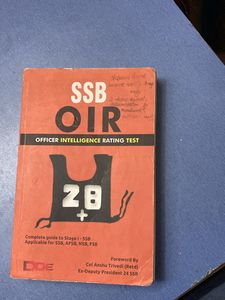 SSB
OIR
OFFICER INTELLIGENCE RATING TEST
28
+
Complete guide to Stage I - SSB
Applicable for SSB, AFSB, NSB, FSB
DDE
Foreword By
Col Anshu Trivedi (Retd)
Ex-Deputy President 24 SSB